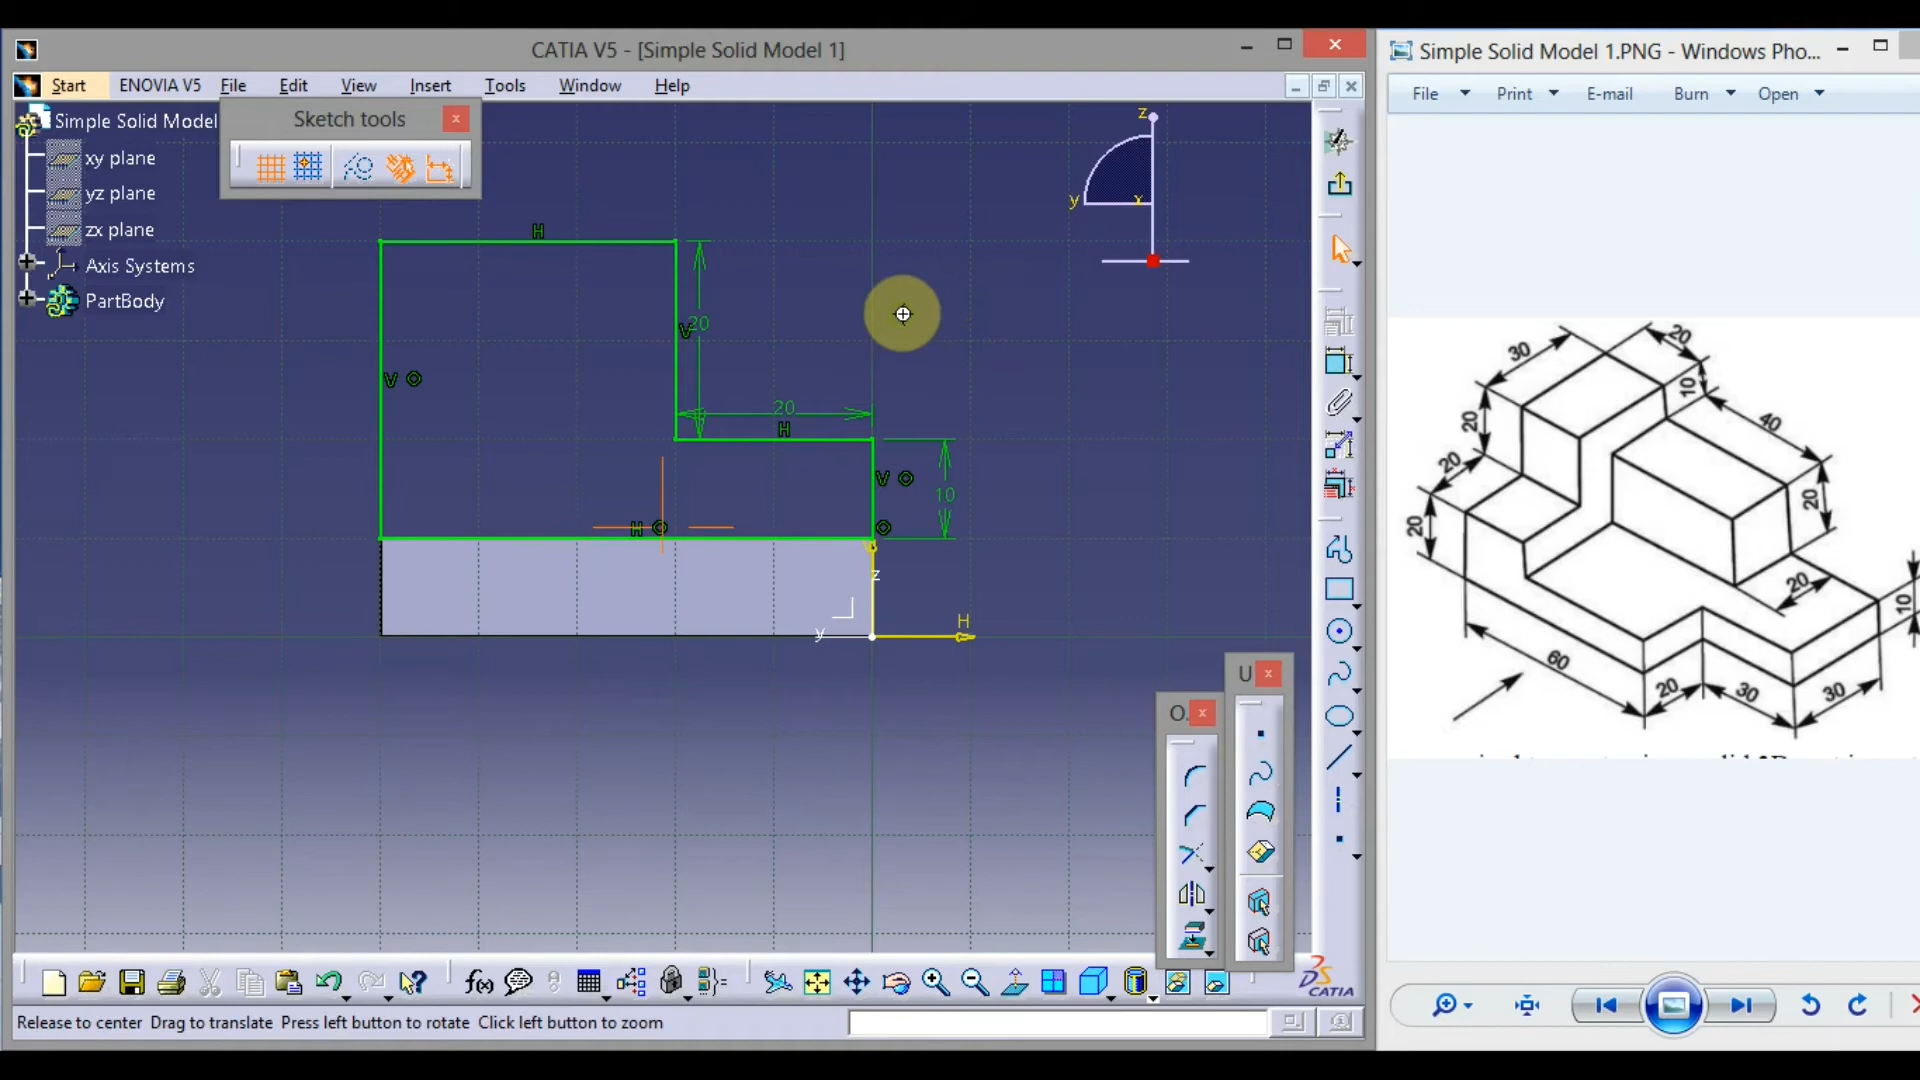 CATIA V5 - [Simple Solid Model 1]
Start ENOVIA V5 File Edit View Insert Tools Window Help
Sketch tools
Simple Solid Model
xy plane
yz plane
zx plane
Axis Systems
PartBody
z
y x
H
20
V
V
20
H
V
10
H
z
y
H
U
O.
f(x)
CATIA
Release to center Drag to translate Press left button to rotate Click left button to zoom
Simple Solid Model 1.PNG - Windows Pho...
File Print E-mail Burn Open
30
20
10
20
40
20
20
20
20
10
60
20
30
30